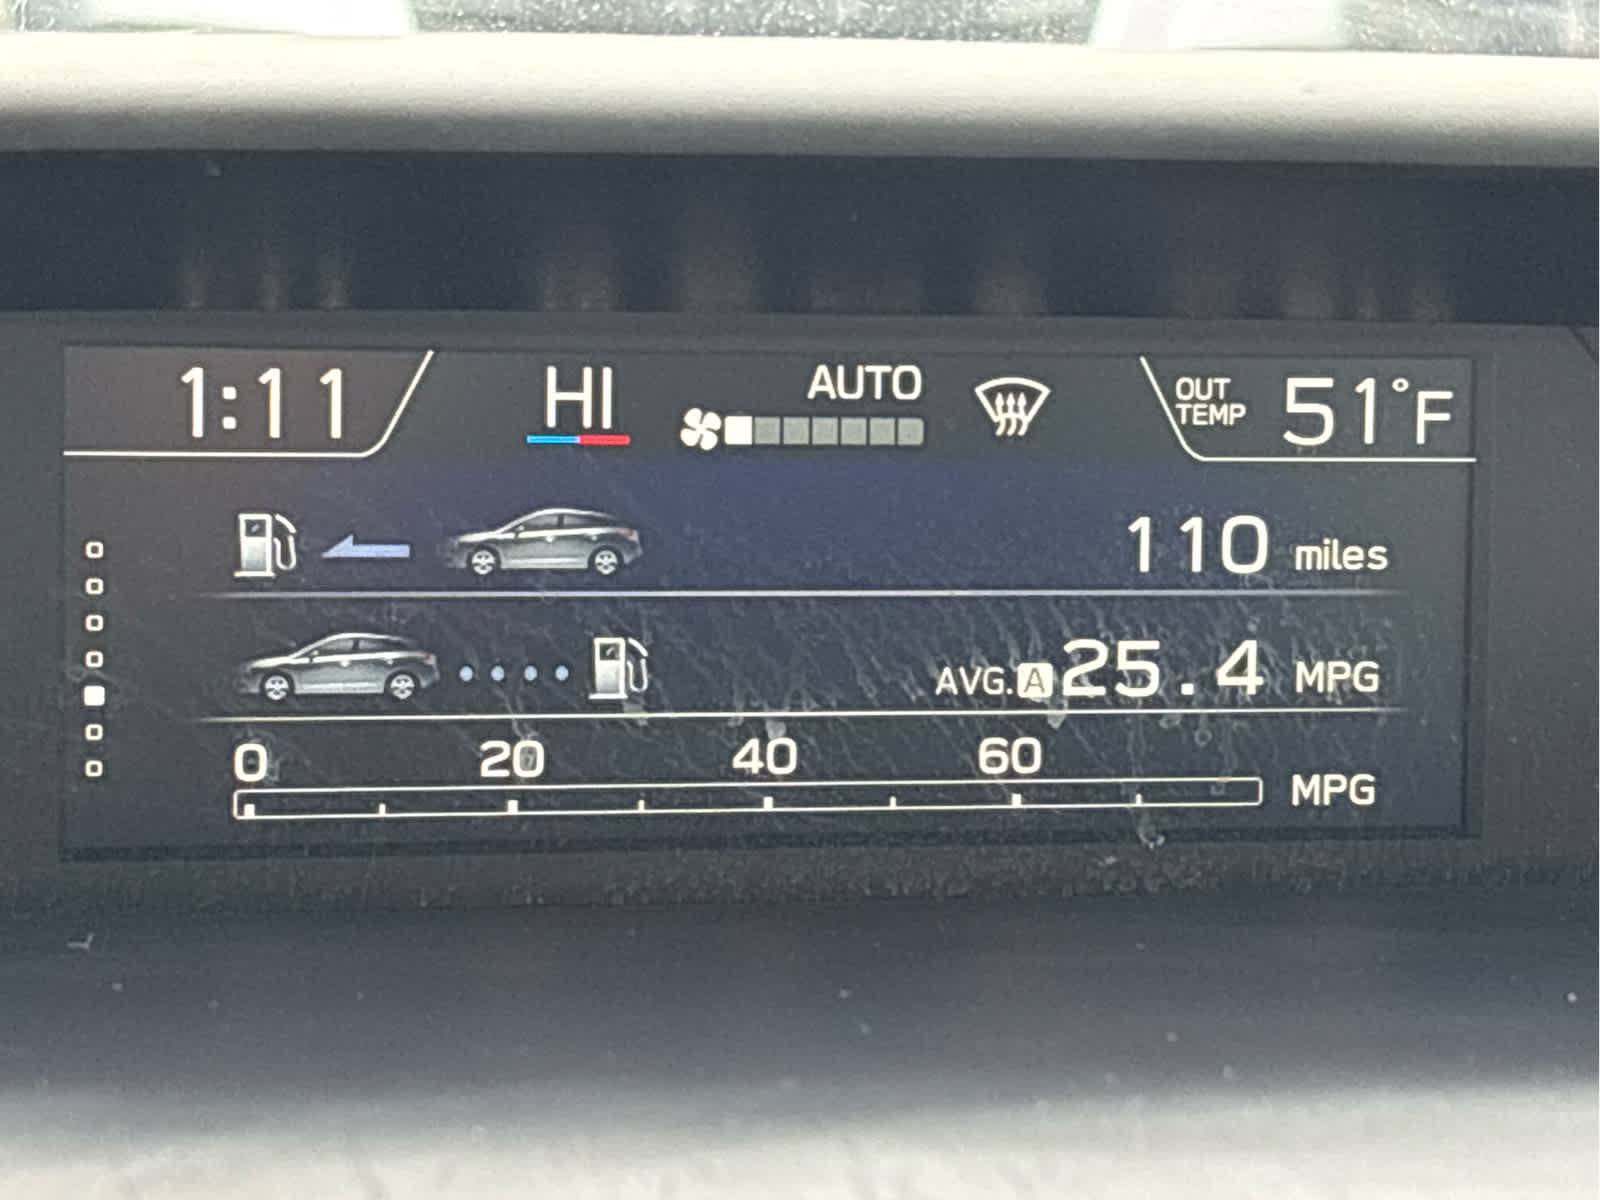 1:11 HI AUTO OUT TEMP 51°F
110 miles
AVG. A 25.4 MPG
0 20 40 60
MPG